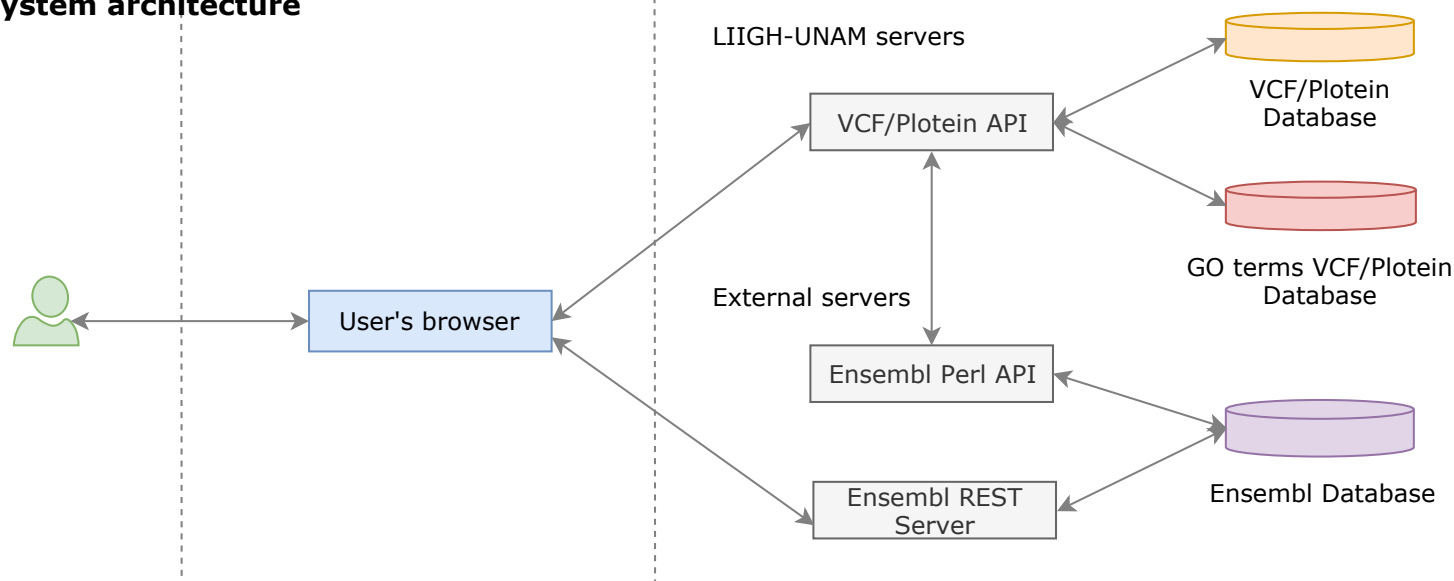 ystem architecture
LIIGH-UNAM servers
VCF/Plotein API
VCF/Plotein
Database
GO terms VCF/Plotein
Database
User's browser
External servers
Ensembl Perl API
Ensembl REST
Server
Ensembl Database